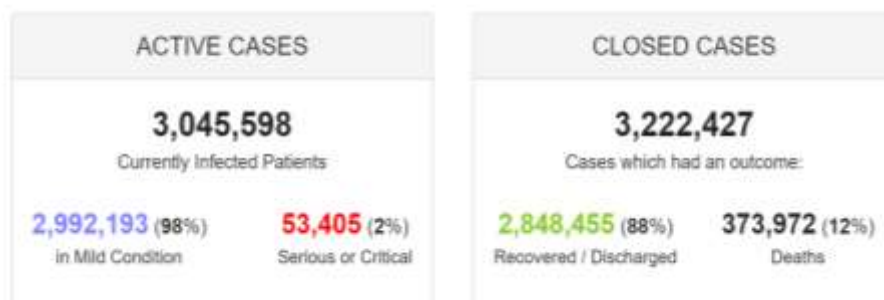 ACTIVE CASES
3,045,598
Currently Infected Patients
2,992,193 (98%) 53,405 (2%)
in Mild Condition Serious or Critical
CLOSED CASES
3,222,427
Cases which had an outcome:
2,848,455 (88%) 373,972 (12%)
Recovered / Discharged Deaths